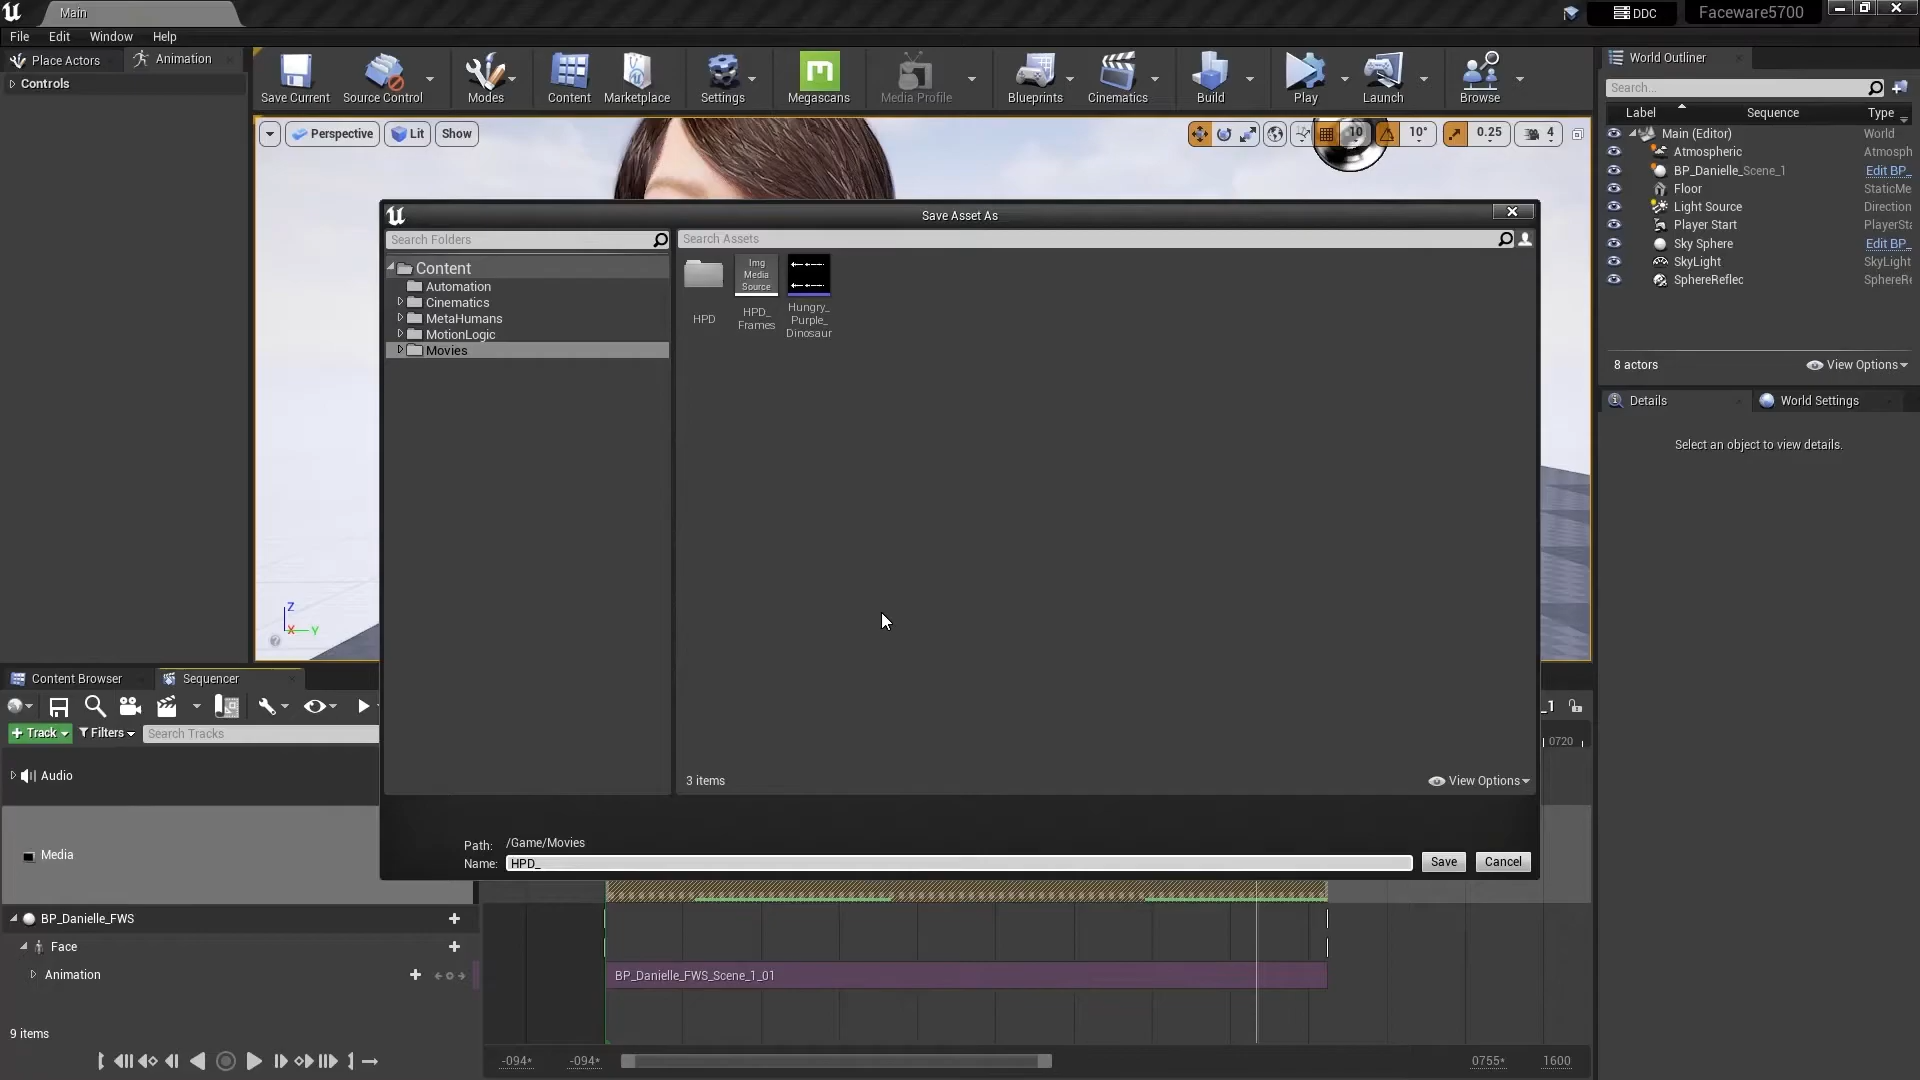 Main
DDC
Faceware5700
File Edit Window Help
Place Actors
Animation
Controls
Save Current
Source Control
Modes
Content
Marketplace
Settings
Megascans
Media Profile
Blueprints
Cinematics
Build
Play
Launch
Browse
Perspective
Lit
Show
10
10°
0.25
4
World Outliner
Search...
Label Sequence Type
Main (Editor) World
Atmospheric Atmosph
BP_Danielle_Scene_1 Edit BP_
Floor StaticMe
Light Source Direction
Player Start PlayerSta
Sky Sphere Edit BP_
SkyLight SkyLight
SphereReflec SphereRe
8 actors
View Options
Details
World Settings
Select an object to view details.
Save Asset As
Search Folders
Content
Automation
Cinematics
MetaHumans
MotionLogic
Movies
Search Assets
HPD
Img
Media
Source
HPD_
Frames
Hungry_
Purple_
Dinosaur
3 items
View Options
Path: /Game/Movies
Name: HPD_
Save
Cancel
Z
X
Y
Content Browser
Sequencer
_1
+ Track
Filters
Search Tracks
0720
Audio
Media
BP_Danielle_FWS
Face
Animation
BP_Danielle_FWS_Scene_1_01
9 items
-094*
-094*
0755*
1600